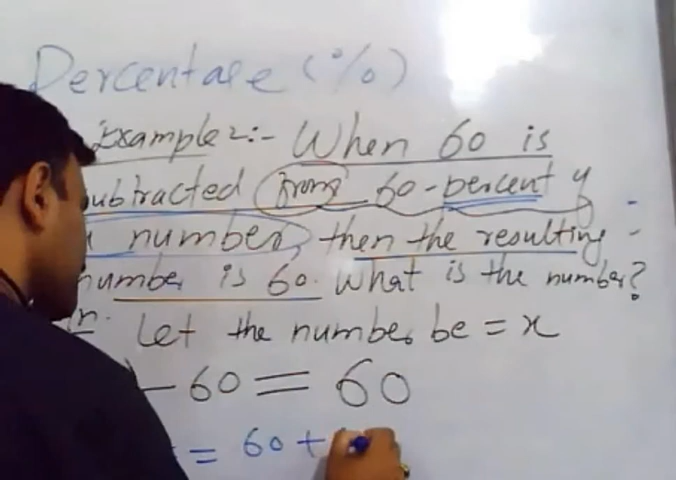 Percentage (%)
Example 2:- When 60 is
subtracted from 60-percent of
number, then the resulting
number is 60. What is the number?
Let the number be = x
- 60 = 60
= 60 +